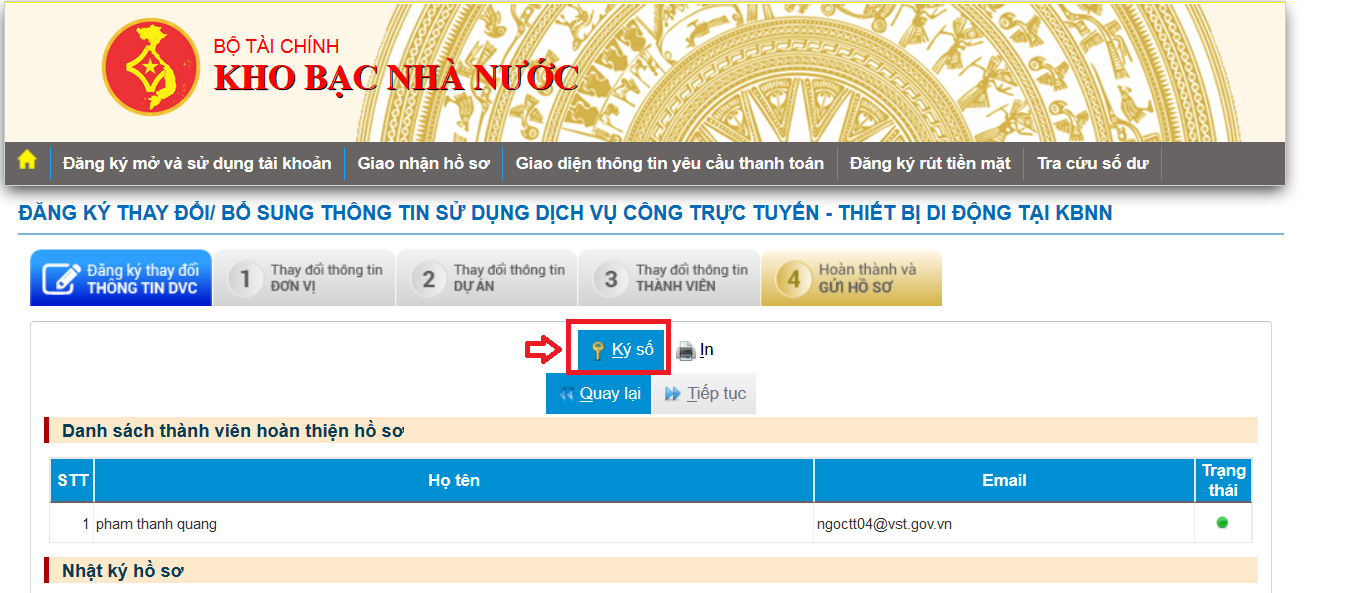 BỘ TÀI CHÍNH
KHO BẠC NHÀ NƯỚC
Đăng ký mở và sử dụng tài khoản Giao nhận hồ sơ Giao diện thông tin yêu cầu thanh toán Đăng ký rút tiền mặt Tra cứu số dư
ĐĂNG KÝ THAY ĐỔI/ BỔ SUNG THÔNG TIN SỬ DỤNG DỊCH VỤ CÔNG TRỰC TUYẾN - THIẾT BỊ DI ĐỘNG TẠI KBNN
Đăng ký thay đổi
THÔNG TIN DVC
1 Thay đổi thông tin
ĐƠN VỊ
2 Thay đổi thông tin
DỰ ÁN
3 Thay đổi thông tin
THÀNH VIÊN
4 Hoàn thành và
GỬI HỒ SƠ
Ký số In
Quay lại Tiếp tục
Danh sách thành viên hoàn thiện hồ sơ
STT Họ tên Email Trạng thái
1 pham thanh quang ngoctt04@vst.gov.vn
Nhật ký hồ sơ